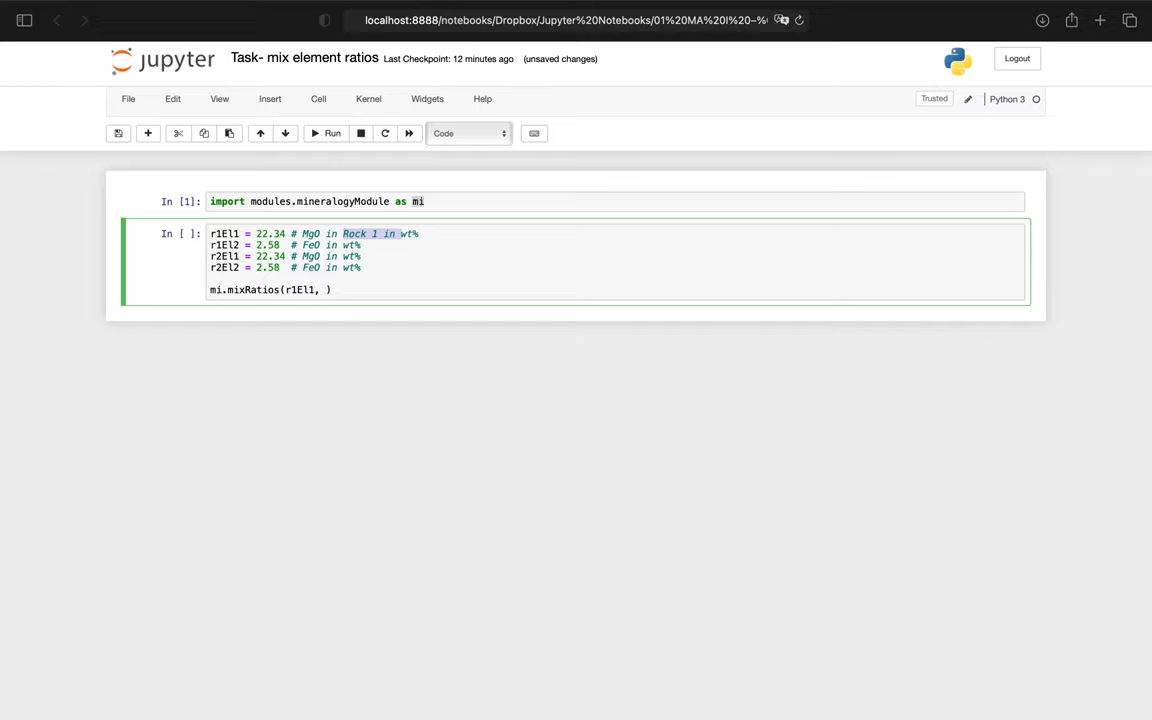 localhost:8888/notebooks/Dropbox/Jupyter%20Notebooks/01%20MA%20I%20–%
jupyter Task- mix element ratios Last Checkpoint: 12 minutes ago (unsaved changes) Logout
File Edit View Insert Cell Kernel Widgets Help Trusted Python 3
Run Code
In [1]: import modules.mineralogyModule as mi
In [ ]: r1El1 = 22.34 # MgO in Rock 1 in wt%
r1El2 = 2.58 # FeO in wt%
r2El1 = 22.34 # MgO in wt%
r2El2 = 2.58 # FeO in wt%
mi.mixRatios(r1El1, )